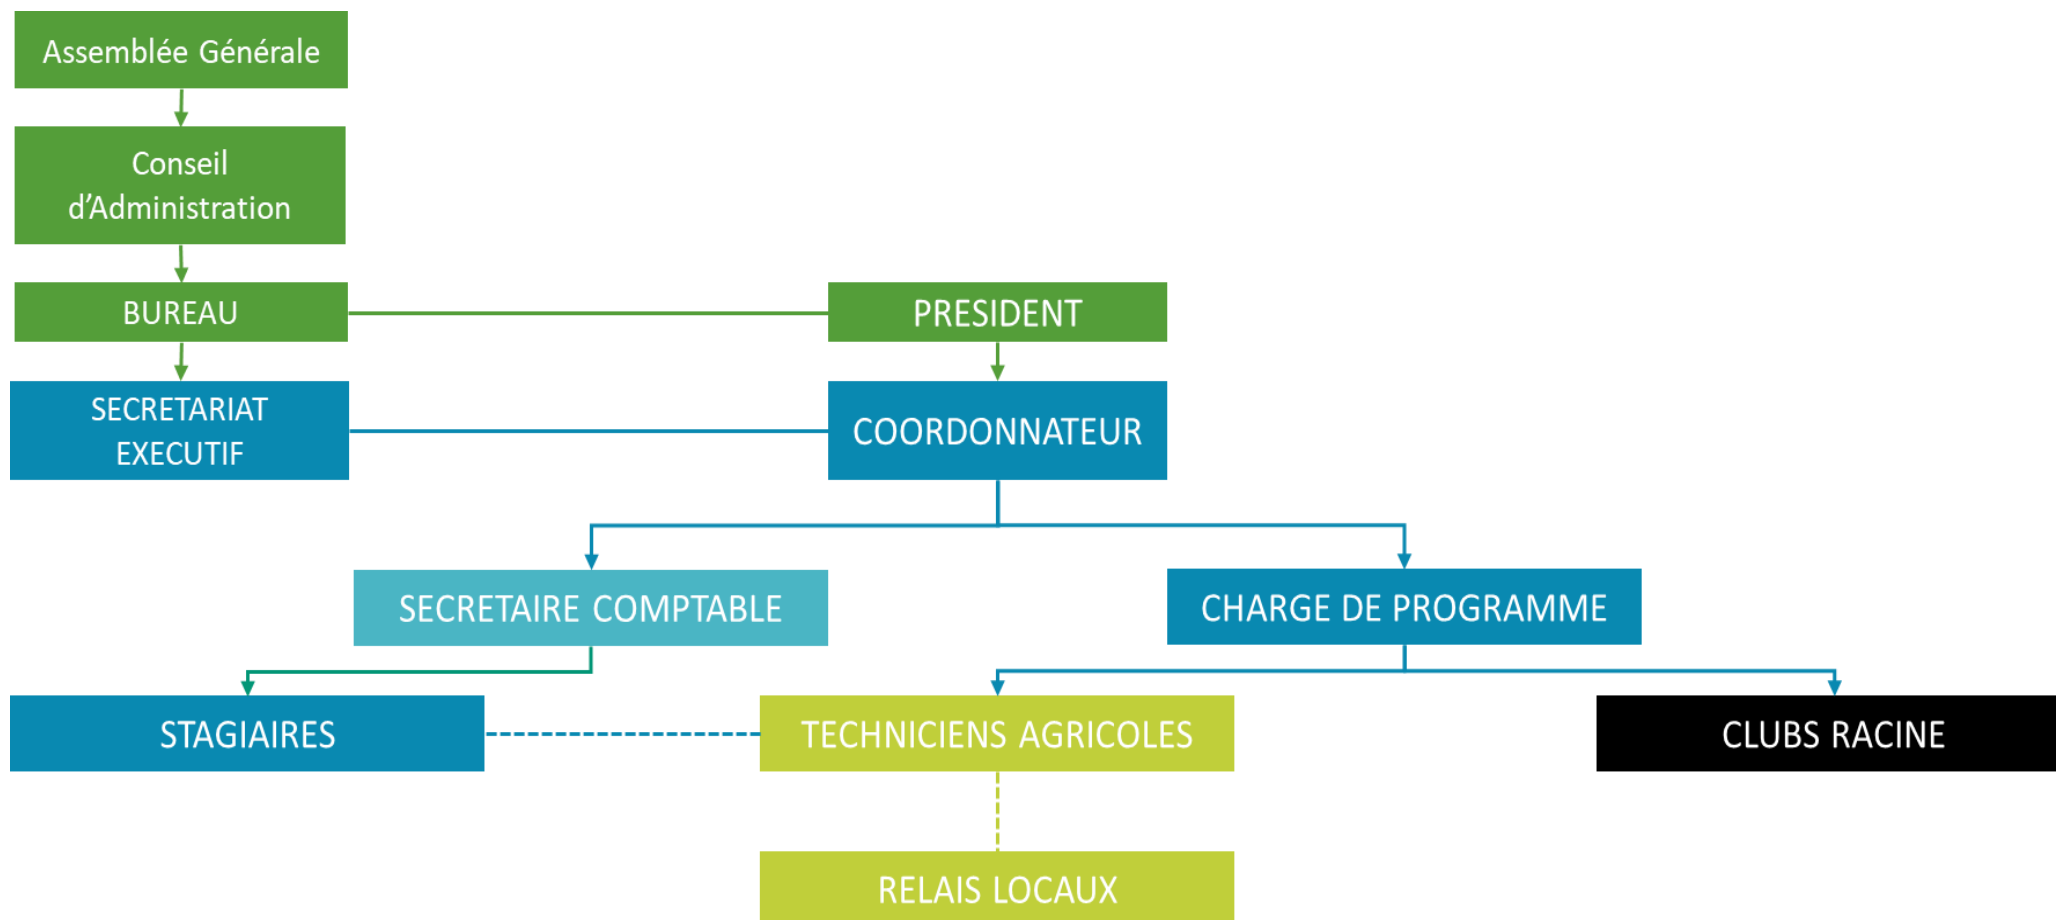 Assemblée Générale
Conseil
d’Administration
BUREAU
PRESIDENT
SECRETARIAT
EXECUTIF
COORDONNATEUR
SECRETAIRE COMPTABLE
CHARGE DE PROGRAMME
STAGIAIRES
TECHNICIENS AGRICOLES
CLUBS RACINE
RELAIS LOCAUX